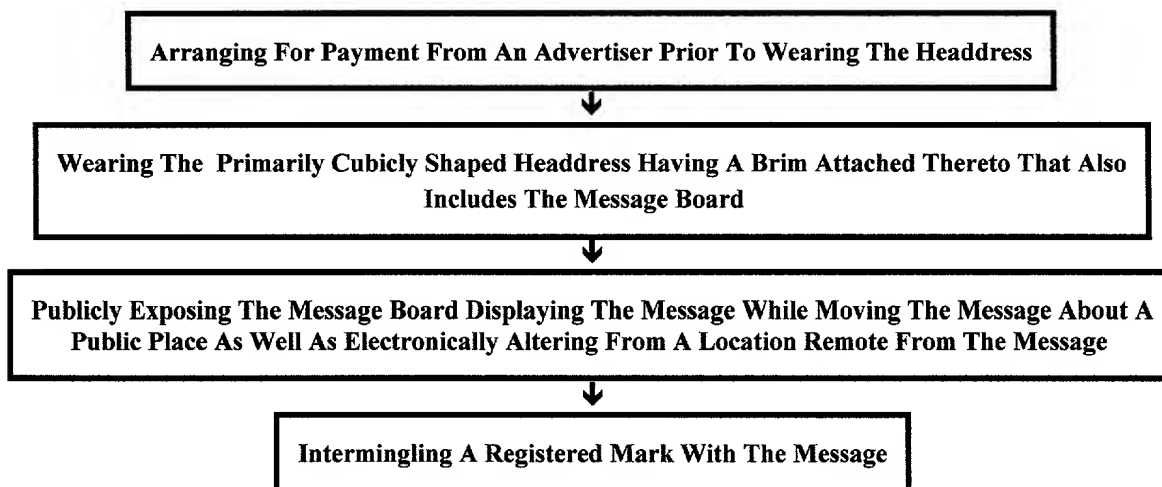 Arranging For Payment From An Advertiser Prior To Wearing The Headdress
Wearing The Primarily Cubicly Shaped Headdress Having A Brim Attached Thereto That Also
Includes The Message Board
Publicly Exposing The Message Board Displaying The Message While Moving The Message About A
Public Place As Well As Electronically Altering From A Location Remote From The Message
Intermingling A Registered Mark With The Message